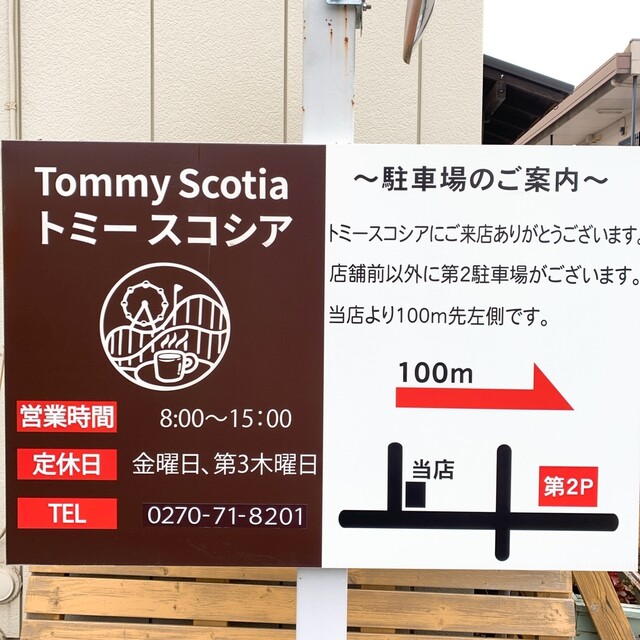 Tommy Scotia
トミー スコシア
営業時間 8:00～15:00
定休日 金曜日、第3木曜日
TEL 0270-71-8201
～駐車場のご案内～
トミースコシアにご来店ありがとうございます。
店舗前以外に第2駐車場がございます。
当店より100m先左側です。
100m
当店
第2P